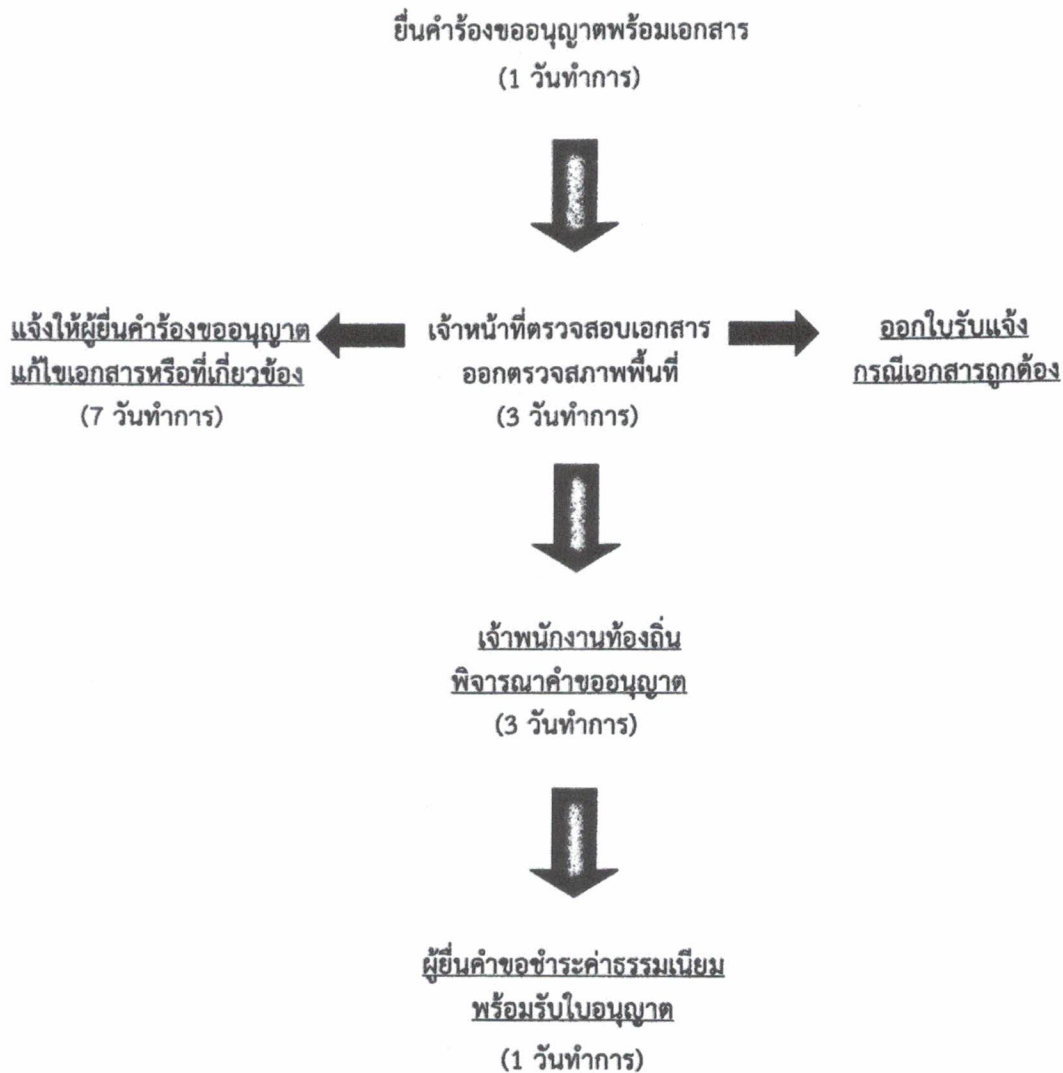 ยื่นคำร้องขออนุญาตพร้อมเอกสาร
(1 วันทำการ)
แจ้งให้ผู้ยื่นคำร้องขออนุญาต
แก้ไขเอกสารหรือที่เกี่ยวข้อง
(7 วันทำการ)
เจ้าหน้าที่ตรวจสอบเอกสาร
ออกตรวจสภาพพื้นที่
(3 วันทำการ)
ออกใบรับแจ้ง
กรณีเอกสารถูกต้อง
เจ้าพนักงานท้องถิ่น
พิจารณาคำขออนุญาต
(3 วันทำการ)
ผู้ยื่นคำขอชำระค่าธรรมเนียม
พร้อมรับใบอนุญาต
(1 วันทำการ)